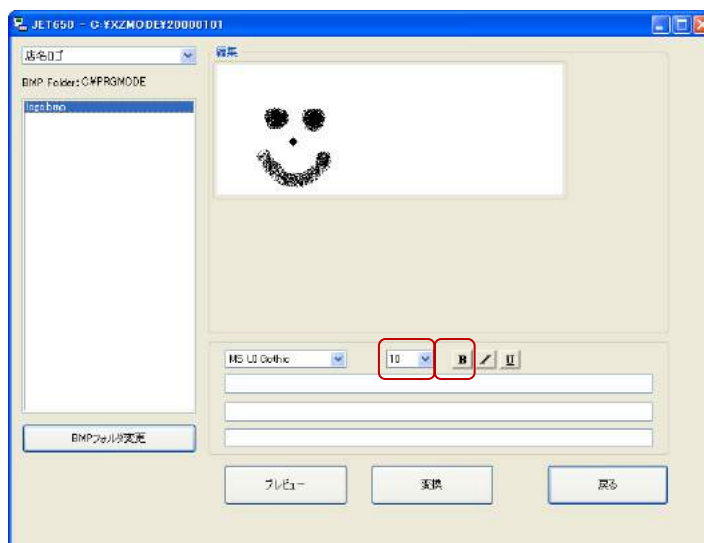 JET650 - C:¥XZMODE¥20000101
店名ロゴ
BMP Folder:C¥PRGMODE
logo.bmp
編集
MS UI Gothic
10
B
I
U
BMPフォルダ変更
プレビュー
変換
戻る